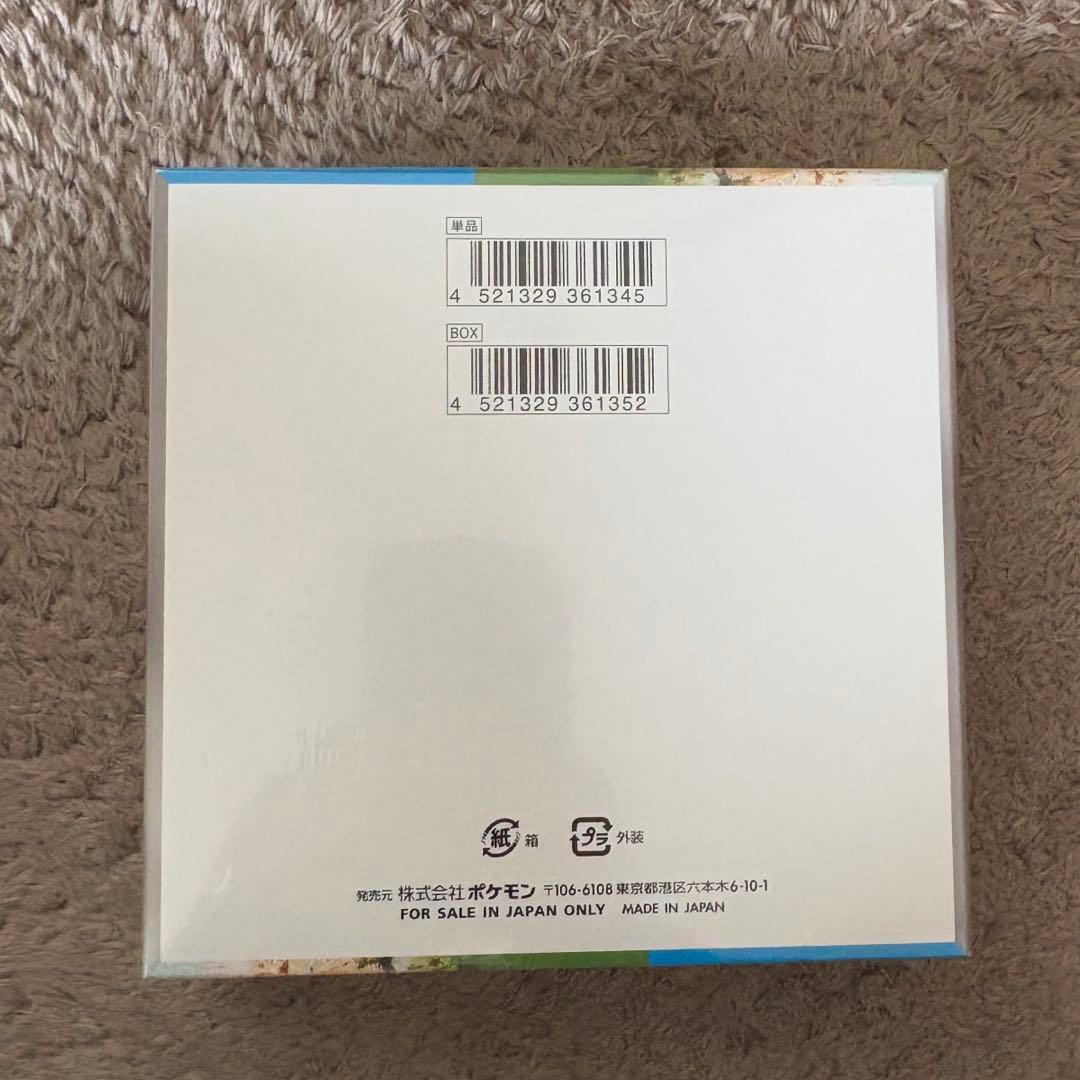 単品
4 521329 361345
BOX
4 521329 361352
紙 箱 プラ 外装
発売元 株式会社ポケモン 〒106-6108 東京都港区六本木6-10-1
FOR SALE IN JAPAN ONLY MADE IN JAPAN